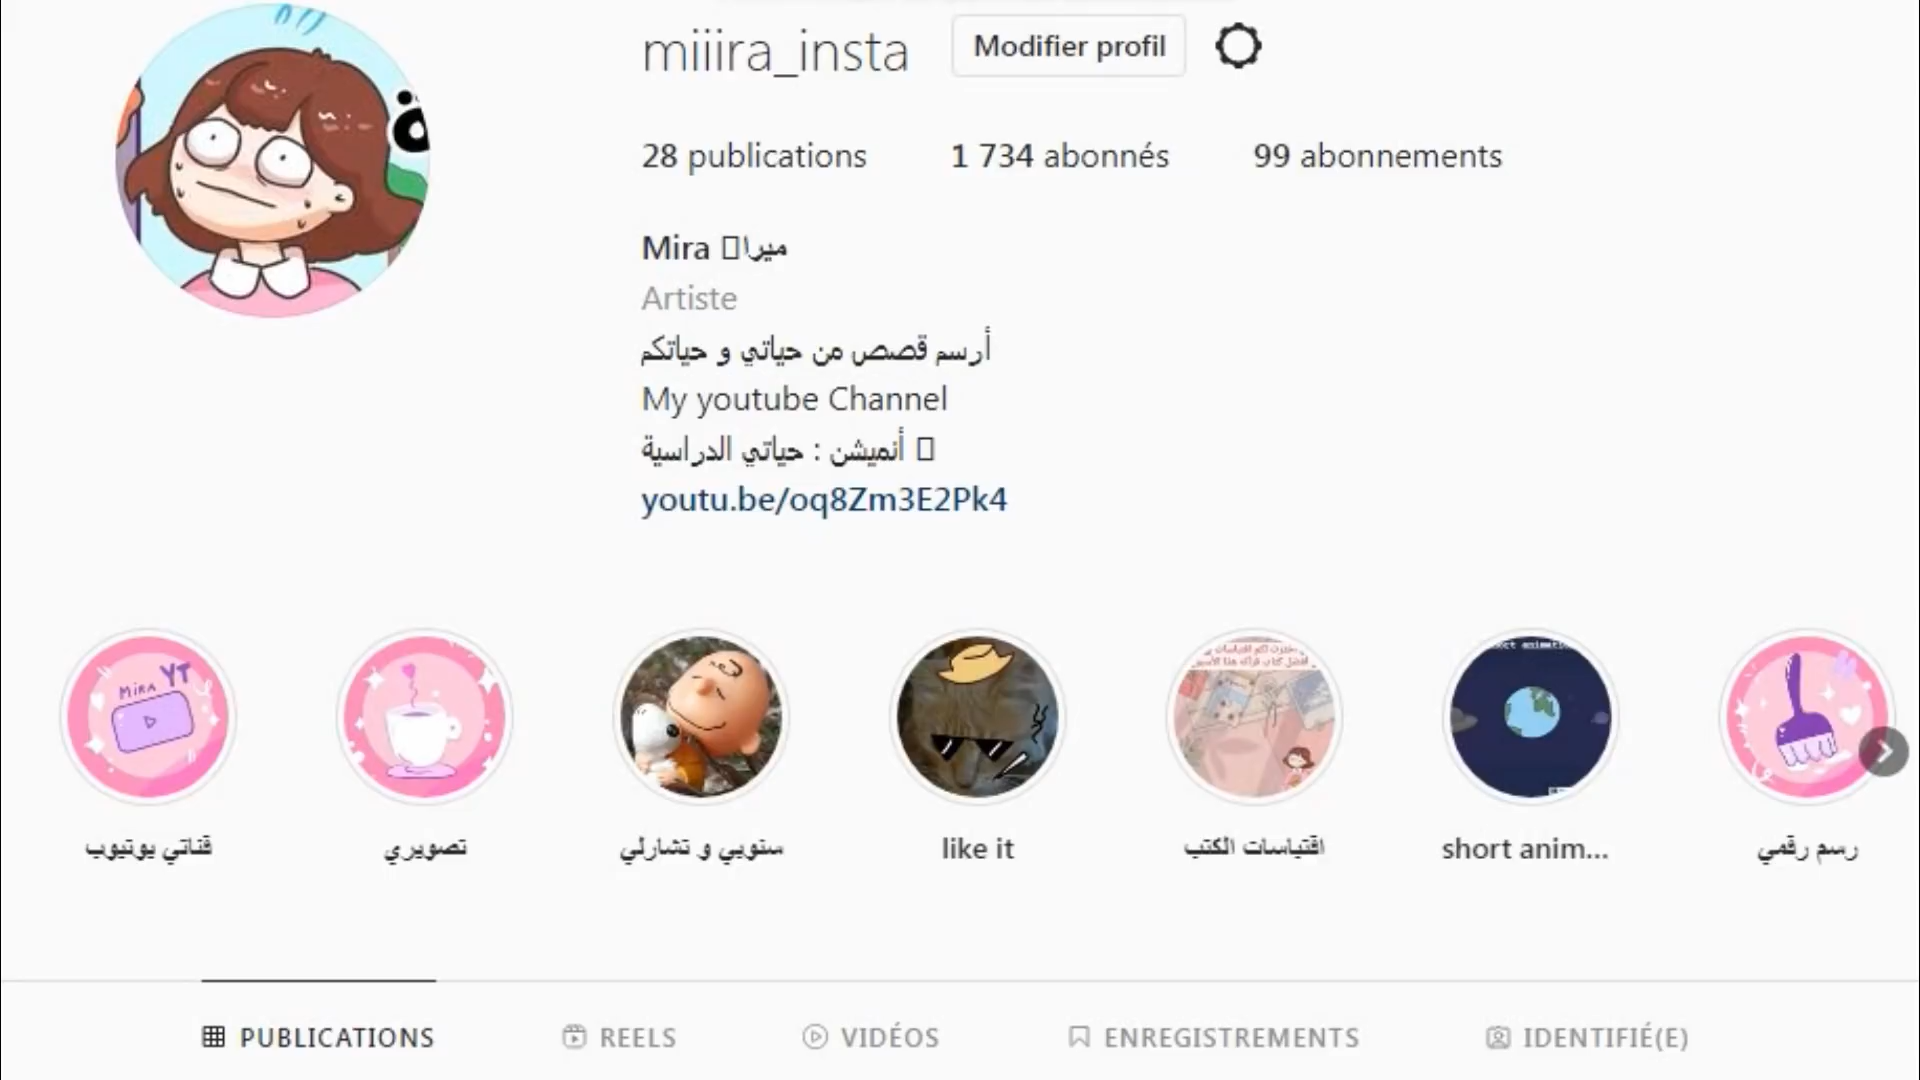 ة
miiira_insta
Modifier profil
28 publications
1 734 abonnés
99 abonnements
Mira ميرا
Artiste
أرسم قصص من حياتي و حياتكم
My youtube Channel
أنميشن : حياتي الدراسية
youtu.be/oq8Zm3E2Pk4
MiRA YT
قناتي يوتيوب
تصويري
سنوبي و تشارلي
like it
اقتباسات الكتب
short anim...
رسم رقمي
PUBLICATIONS
REELS
VIDÉOS
ENREGISTREMENTS
IDENTIFIÉ(E)